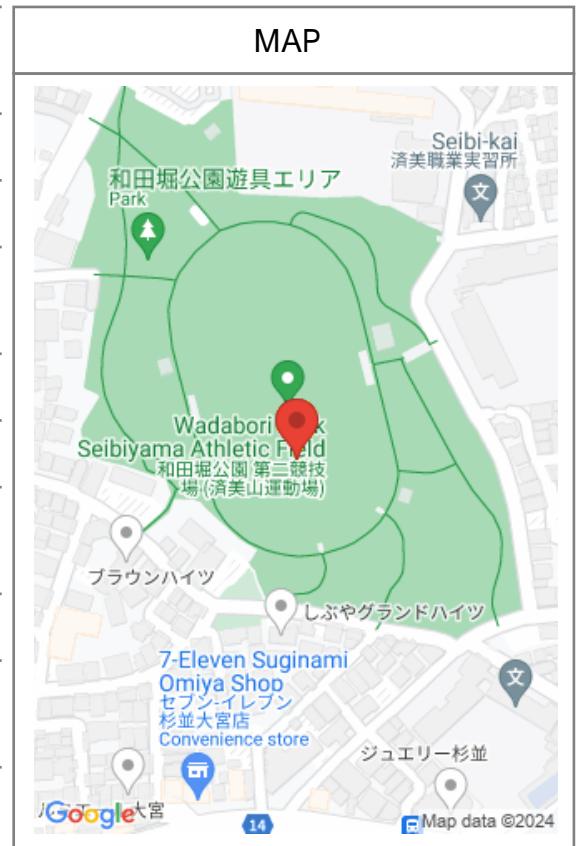 MAP
Seibi-kai
済美職業実習所
文
和田堀公園遊具エリア
Park
Wadabori
Seibiyama Athletic Field
和田堀公園 第二競技
場 (済美山運動場)
ブラウンハイツ
しぶやグランドハイツ
7-Eleven Suginami
Omiya Shop
セブン-イレブン
杉並大宮店
Convenience store
文
ジュエリー杉並
大宮
Google
14
Map data ©2024